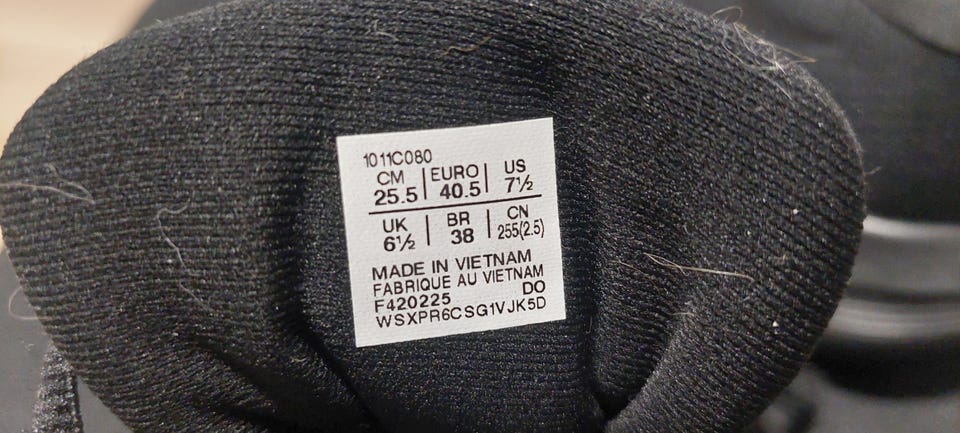 1011C080
CM EURO US
25.5 40.5 7½
UK BR CN
6½ 38 255(2.5)
MADE IN VIETNAM
FABRIQUE AU VIETNAM
F420225 DO
WSXPR6CSG1VJK5D